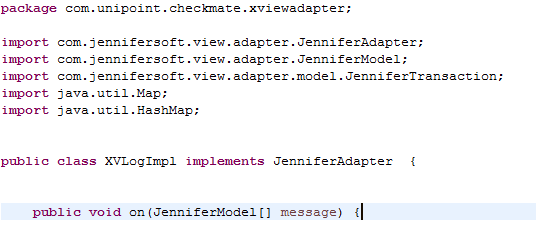 package com.unipoint.checkmate.xviewadapter;
import com.jennifersoft.view.adapter.JenniferAdapter;
import com.jennifersoft.view.adapter.JenniferModel;
import com.jennifersoft.view.adapter.model.JenniferTransaction;
import java.util.Map;
import java.util.HashMap;
public class XVLogImpl implements JenniferAdapter  {
    public void on(JenniferModel[] message) {